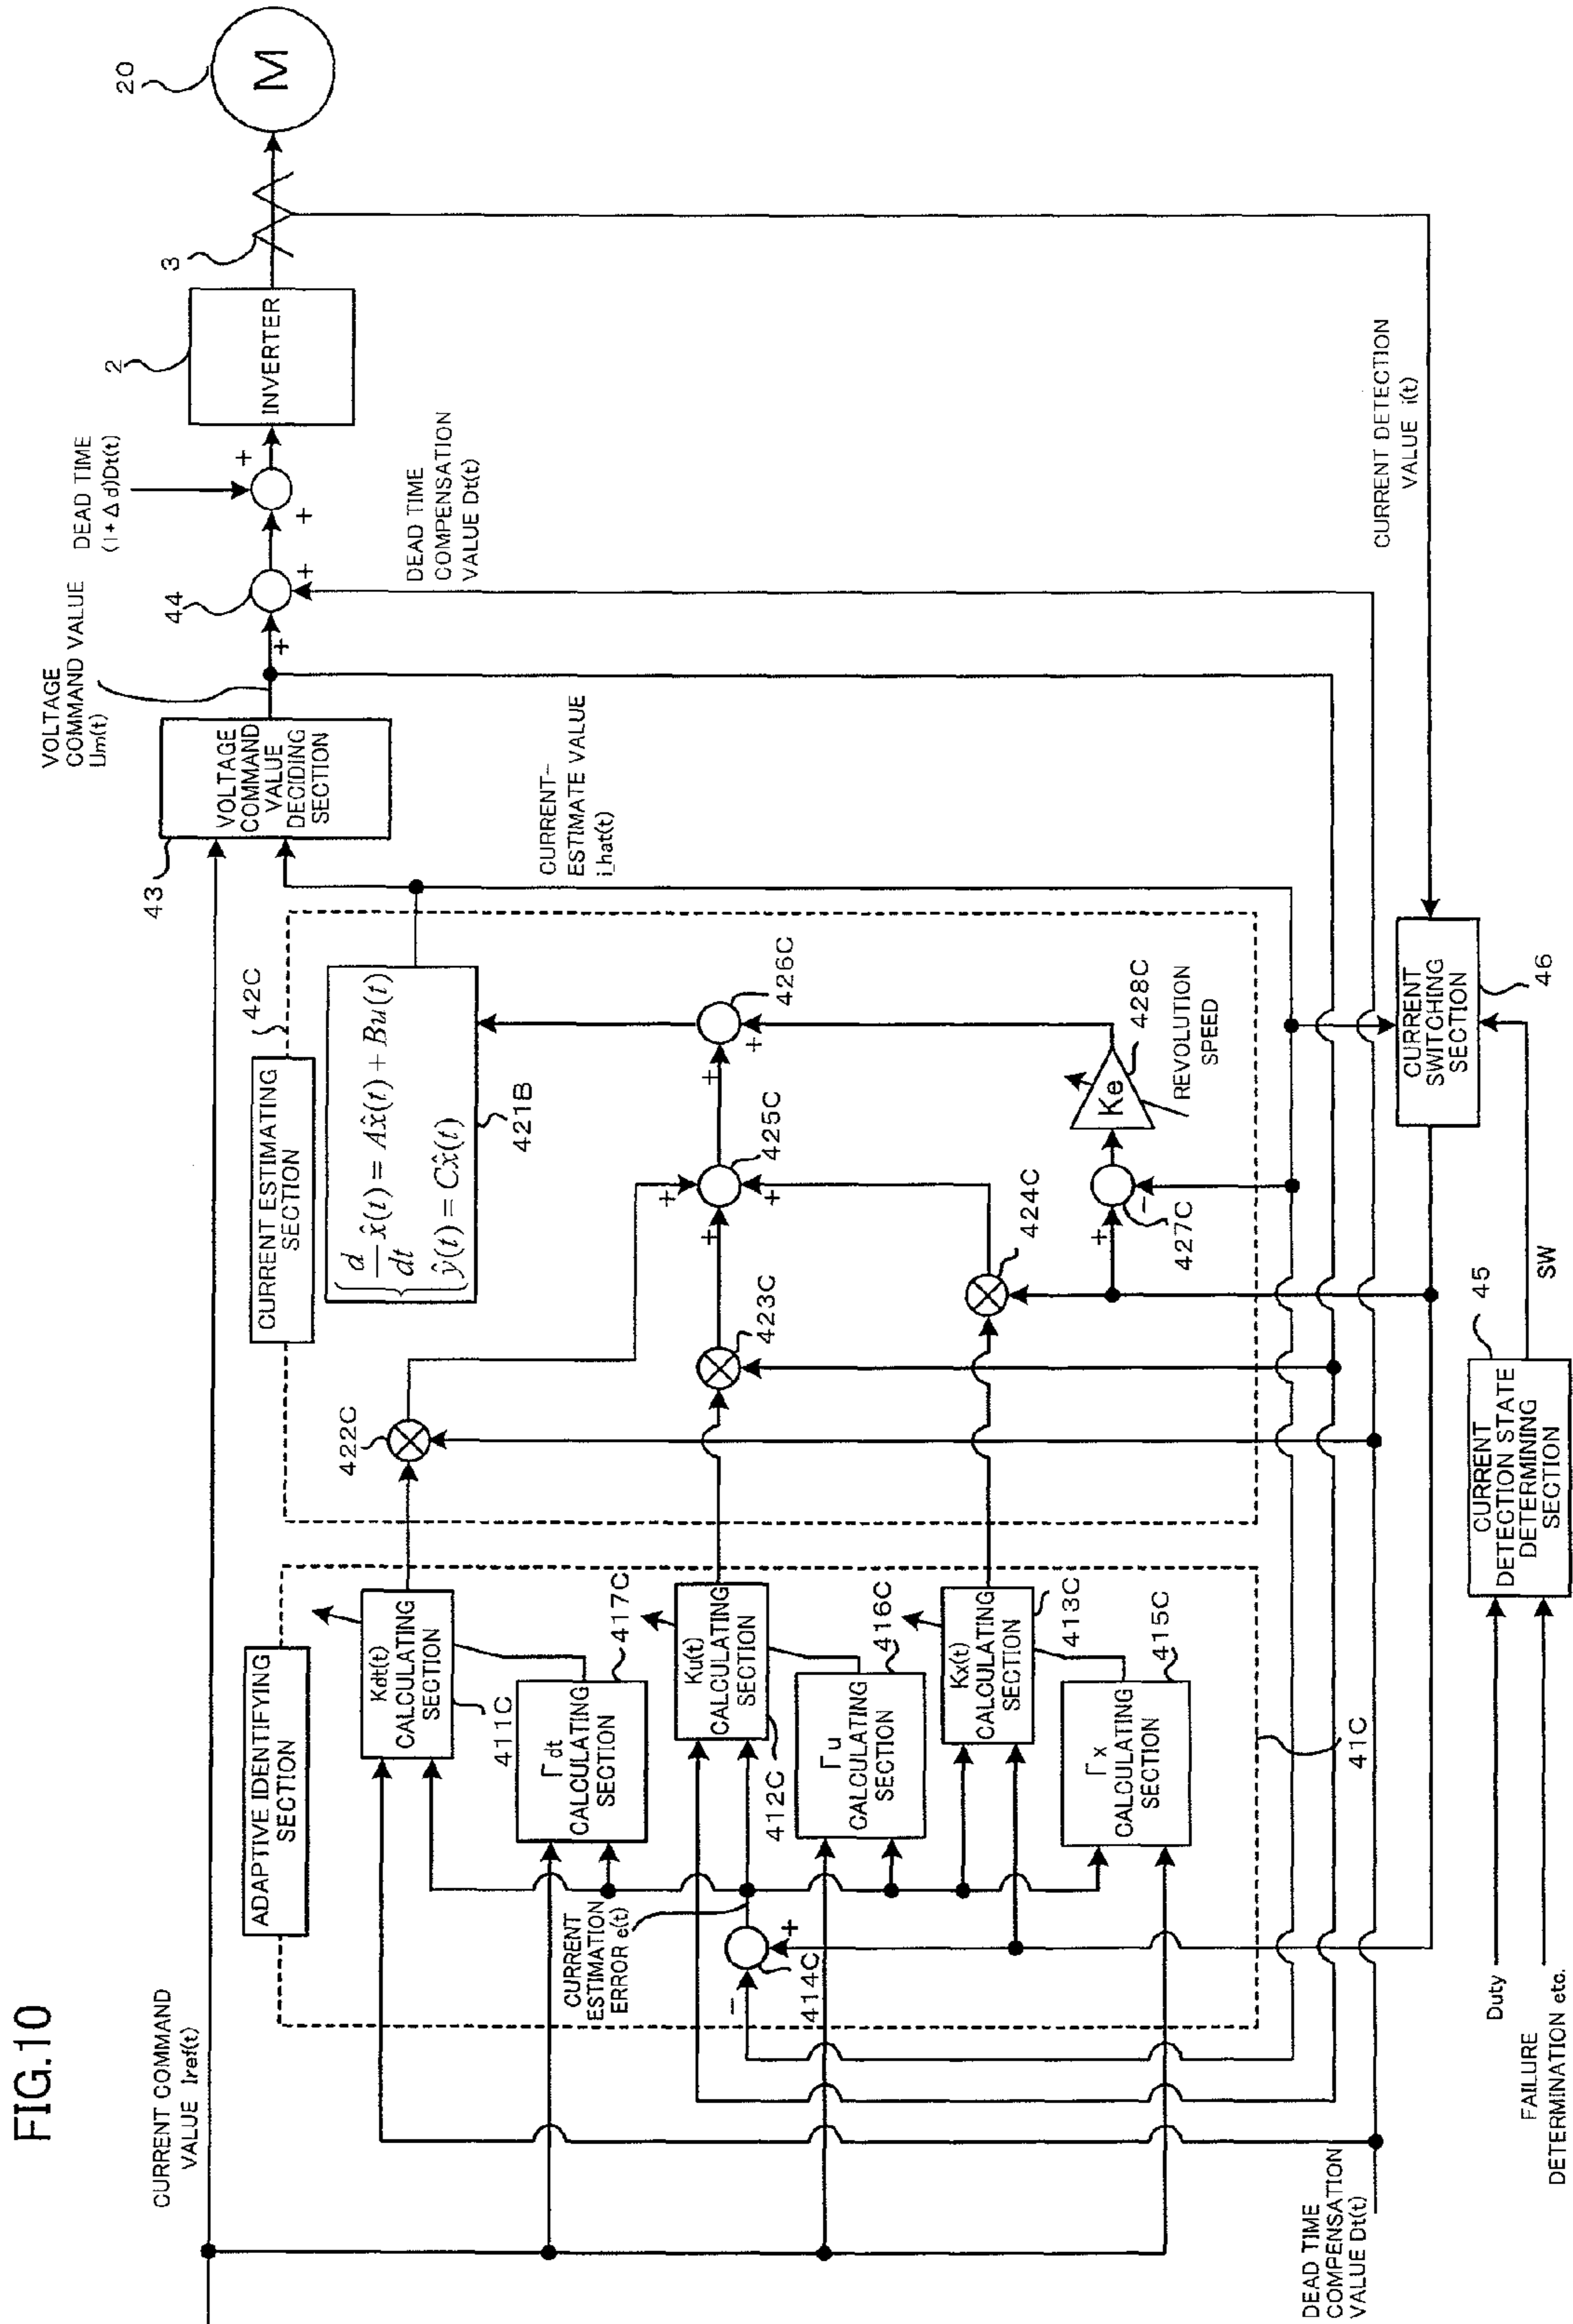 FIG.10
CURRENT COMMAND
VALUE Iref(t)
ADAPTIVE IDENTIFYING
SECTION
Kdt(t)
CALCULATING
SECTION
411C
Γdt
CALCULATING
SECTION
417C
CURRENT
ESTIMATION
ERROR e(t)
Ku(t)
CALCULATING
SECTION
412C
Γu
CALCULATING
SECTION
416C
Kx(t)
CALCULATING
SECTION
413C
Γx
CALCULATING
SECTION
415C
414C
+
−
41C
CURRENT ESTIMATING
SECTION
42C
d/dt x̂(t) = Ax̂(t) + Bu(t)
ŷ(t) = Cx̂(t)
421B
422C
423C
424C
425C
+
+
+
426C
+
+
427C
+
−
Ke
428C
REVOLUTION
SPEED
CURRENT-
ESTIMATE VALUE
i_hat(t)
43
VOLTAGE
COMMAND
VALUE
DECIDING
SECTION
VOLTAGE
COMMAND VALUE
Um(t)
44
+
+
DEAD TIME
(1+Δd)Dt(t)
+
+
DEAD TIME
COMPENSATION
VALUE Dt(t)
2
INVERTER
3
20
M
CURRENT DETECTION
VALUE i(t)
CURRENT
SWITCHING
SECTION
46
SW
45
CURRENT
DETECTION STATE
DETERMINING
SECTION
Duty
FAILURE
DETERMINATION etc.
DEAD TIME
COMPENSATION
VALUE Dt(t)